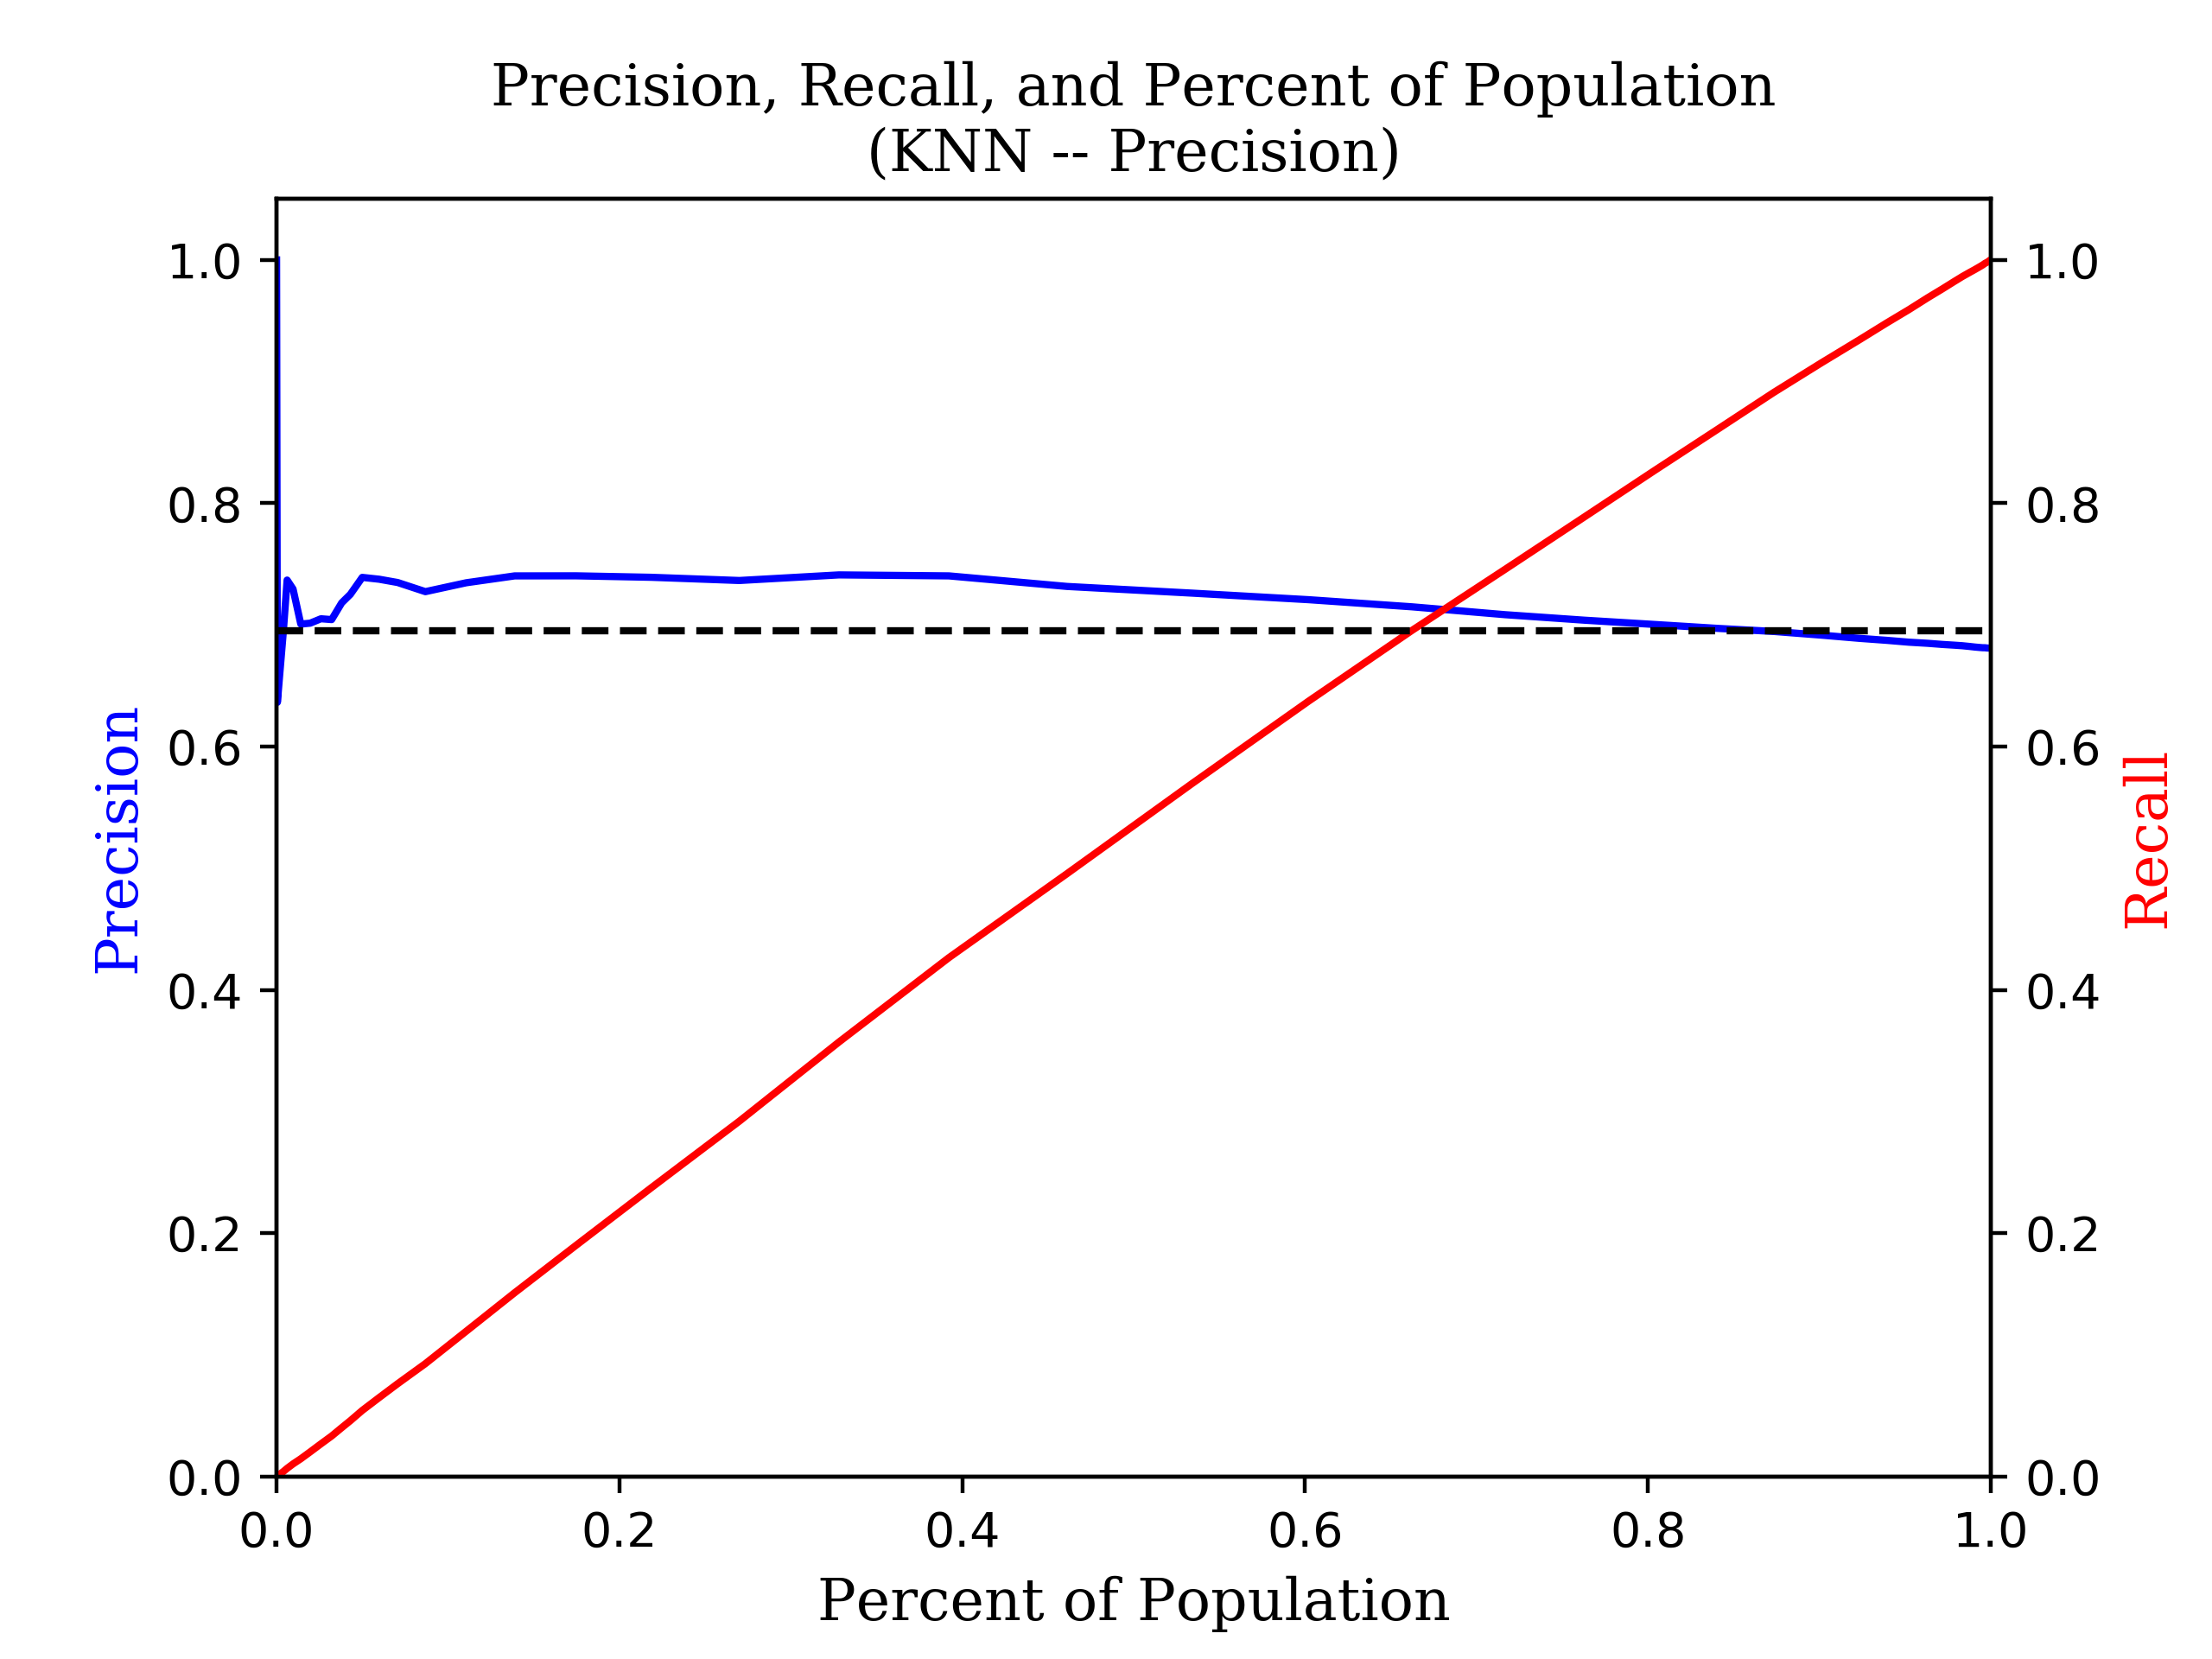 Precision, Recall, and Percent of Population
(KNN -- Precision)
1.0
0.8
0.6
0.4
0.2
0.0
Precision
1.0
0.8
0.6
0.4
0.2
0.0
Recall
0.0 0.2 0.4 0.6 0.8 1.0
Percent of Population